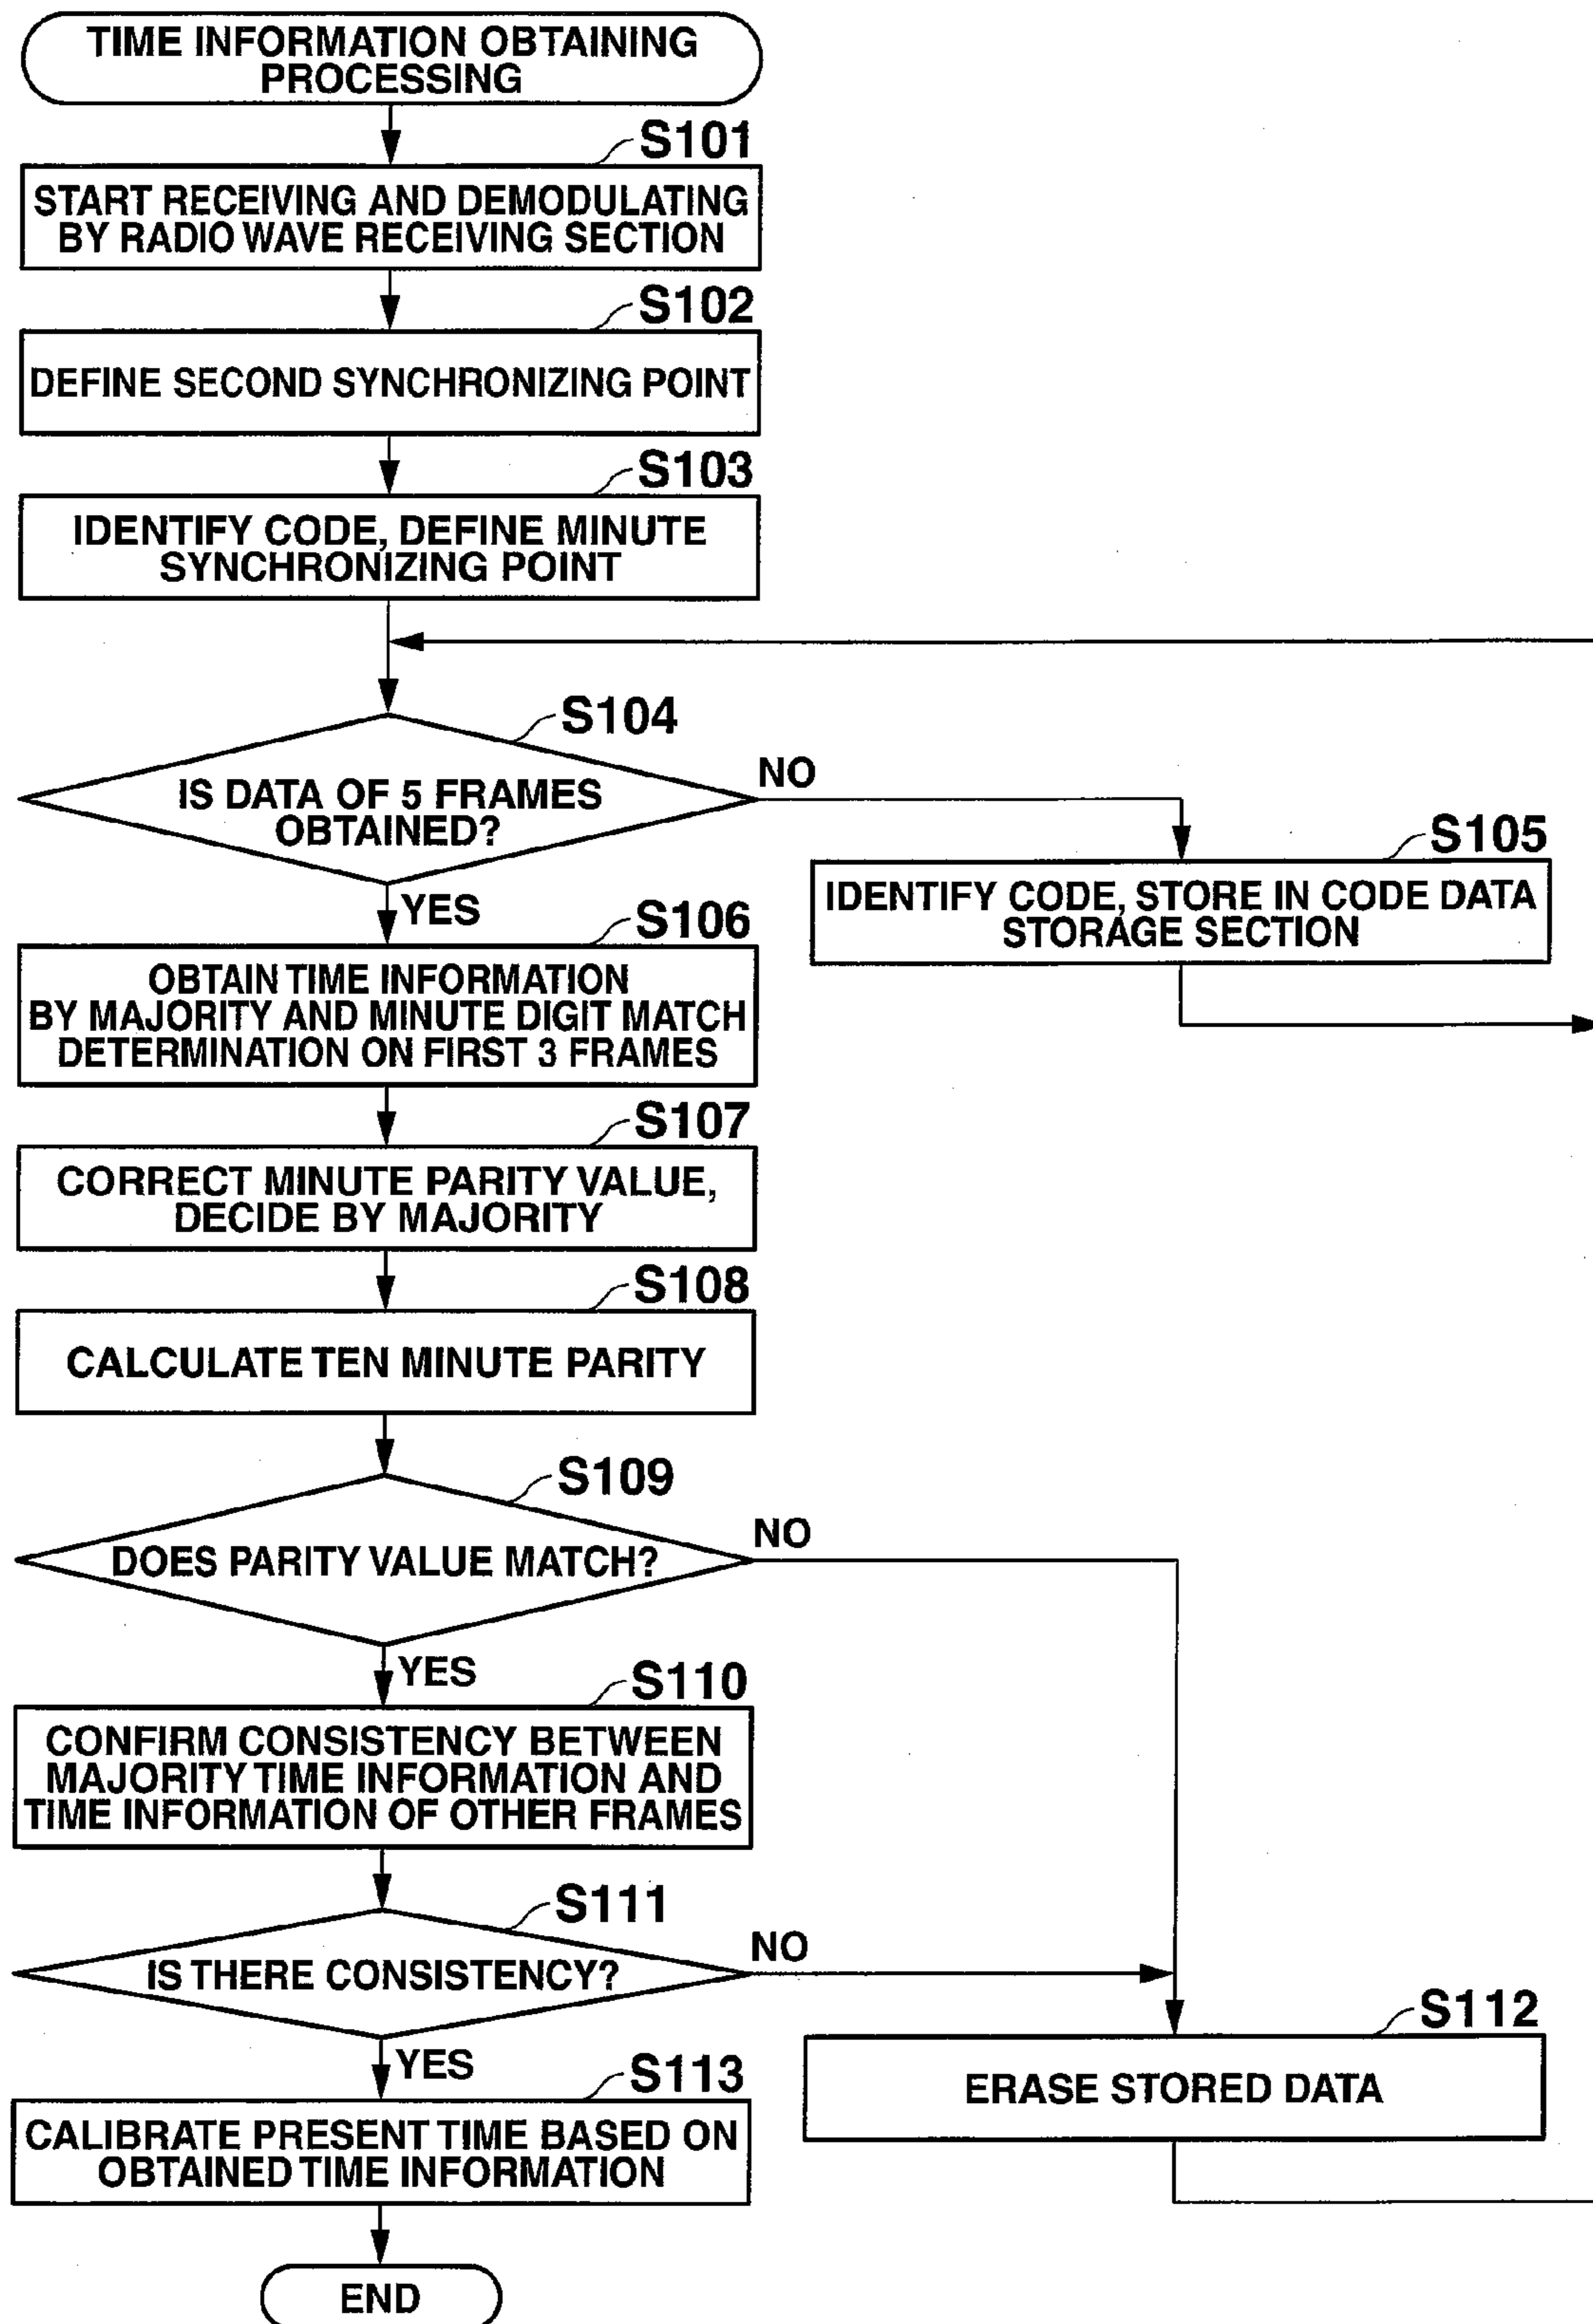 TIME INFORMATION OBTAINING
PROCESSING
S101
START RECEIVING AND DEMODULATING
BY RADIO WAVE RECEIVING SECTION
S102
DEFINE SECOND SYNCHRONIZING POINT
S103
IDENTIFY CODE, DEFINE MINUTE
SYNCHRONIZING POINT
S104
IS DATA OF 5 FRAMES
OBTAINED?
NO
YES
S105
IDENTIFY CODE, STORE IN CODE DATA
STORAGE SECTION
S106
OBTAIN TIME INFORMATION
BY MAJORITY AND MINUTE DIGIT MATCH
DETERMINATION ON FIRST 3 FRAMES
S107
CORRECT MINUTE PARITY VALUE,
DECIDE BY MAJORITY
S108
CALCULATE TEN MINUTE PARITY
S109
DOES PARITY VALUE MATCH?
NO
YES
S110
CONFIRM CONSISTENCY BETWEEN
MAJORITY TIME INFORMATION AND
TIME INFORMATION OF OTHER FRAMES
S111
IS THERE CONSISTENCY?
NO
YES
S112
ERASE STORED DATA
S113
CALIBRATE PRESENT TIME BASED ON
OBTAINED TIME INFORMATION
END